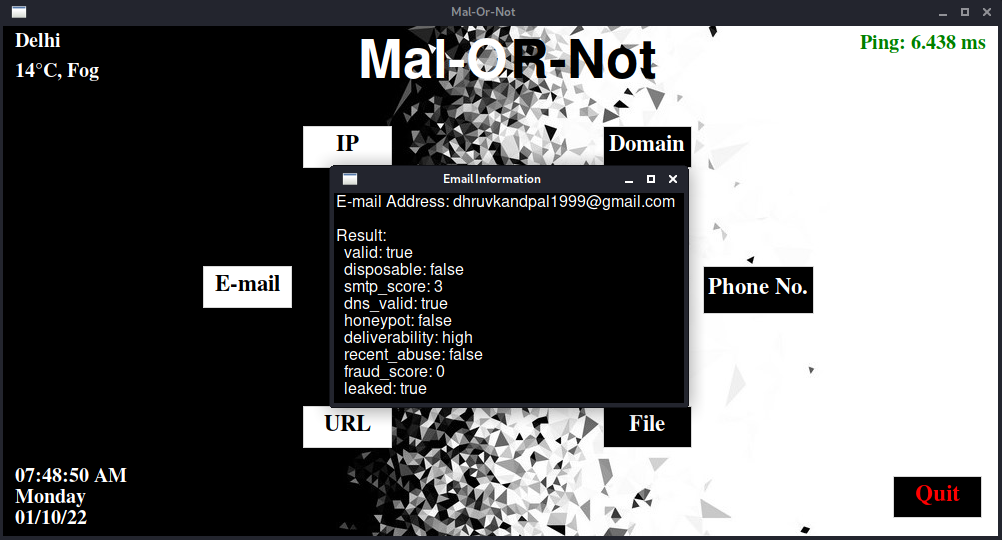 Mal-Or-Not
Delhi
14°C, Fog
Mal-OR-Not
Ping: 6.438 ms
IP
Domain
Email Information
E-mail Address: dhruvkandpal1999@gmail.com
Result:
valid: true
disposable: false
smtp_score: 3
dns_valid: true
honeypot: false
deliverability: high
recent_abuse: false
fraud_score: 0
leaked: true
E-mail
Phone No.
URL
File
07:48:50 AM
Monday
01/10/22
Quit